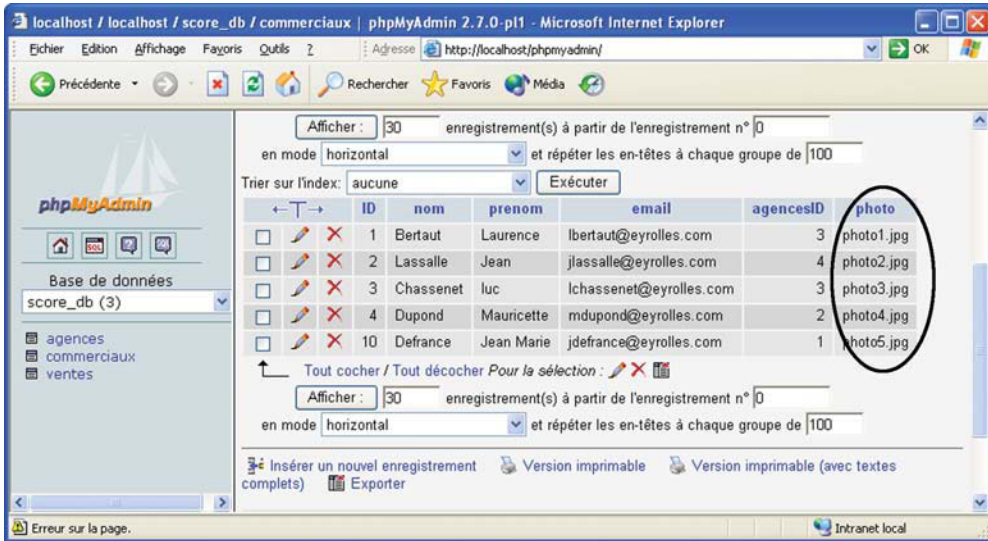 localhost / localhost / score_db / commerciaux | phpMyAdmin 2.7.0-pl1 - Microsoft Internet Explorer
Fichier Edition Affichage Favoris Outils ? Adresse http://localhost/phpmyadmin/ OK
Précédente Rechercher Favoris Média
phpMyAdmin
SQL
Base de données
score_db (3)
agences
commerciaux
ventes
Afficher : 30 enregistrement(s) à partir de l'enregistrement n° 0
en mode horizontal et répéter les en-têtes à chaque groupe de 100
Trier sur l'index: aucune Exécuter
←T→ ID nom prenom email agencesID photo
1 Bertaut Laurence lbertaut@eyrolles.com 3 photo1.jpg
2 Lassalle Jean jlassalle@eyrolles.com 4 photo2.jpg
3 Chassenet luc lchassenet@eyrolles.com 3 photo3.jpg
4 Dupond Mauricette mdupond@eyrolles.com 2 photo4.jpg
10 Defrance Jean Marie jdefrance@eyrolles.com 1 photo5.jpg
Tout cocher / Tout décocher Pour la sélection :
Afficher : 30 enregistrement(s) à partir de l'enregistrement n° 0
en mode horizontal et répéter les en-têtes à chaque groupe de 100
Insérer un nouvel enregistrement Version imprimable Version imprimable (avec textes
complets) Exporter
Erreur sur la page. Intranet local